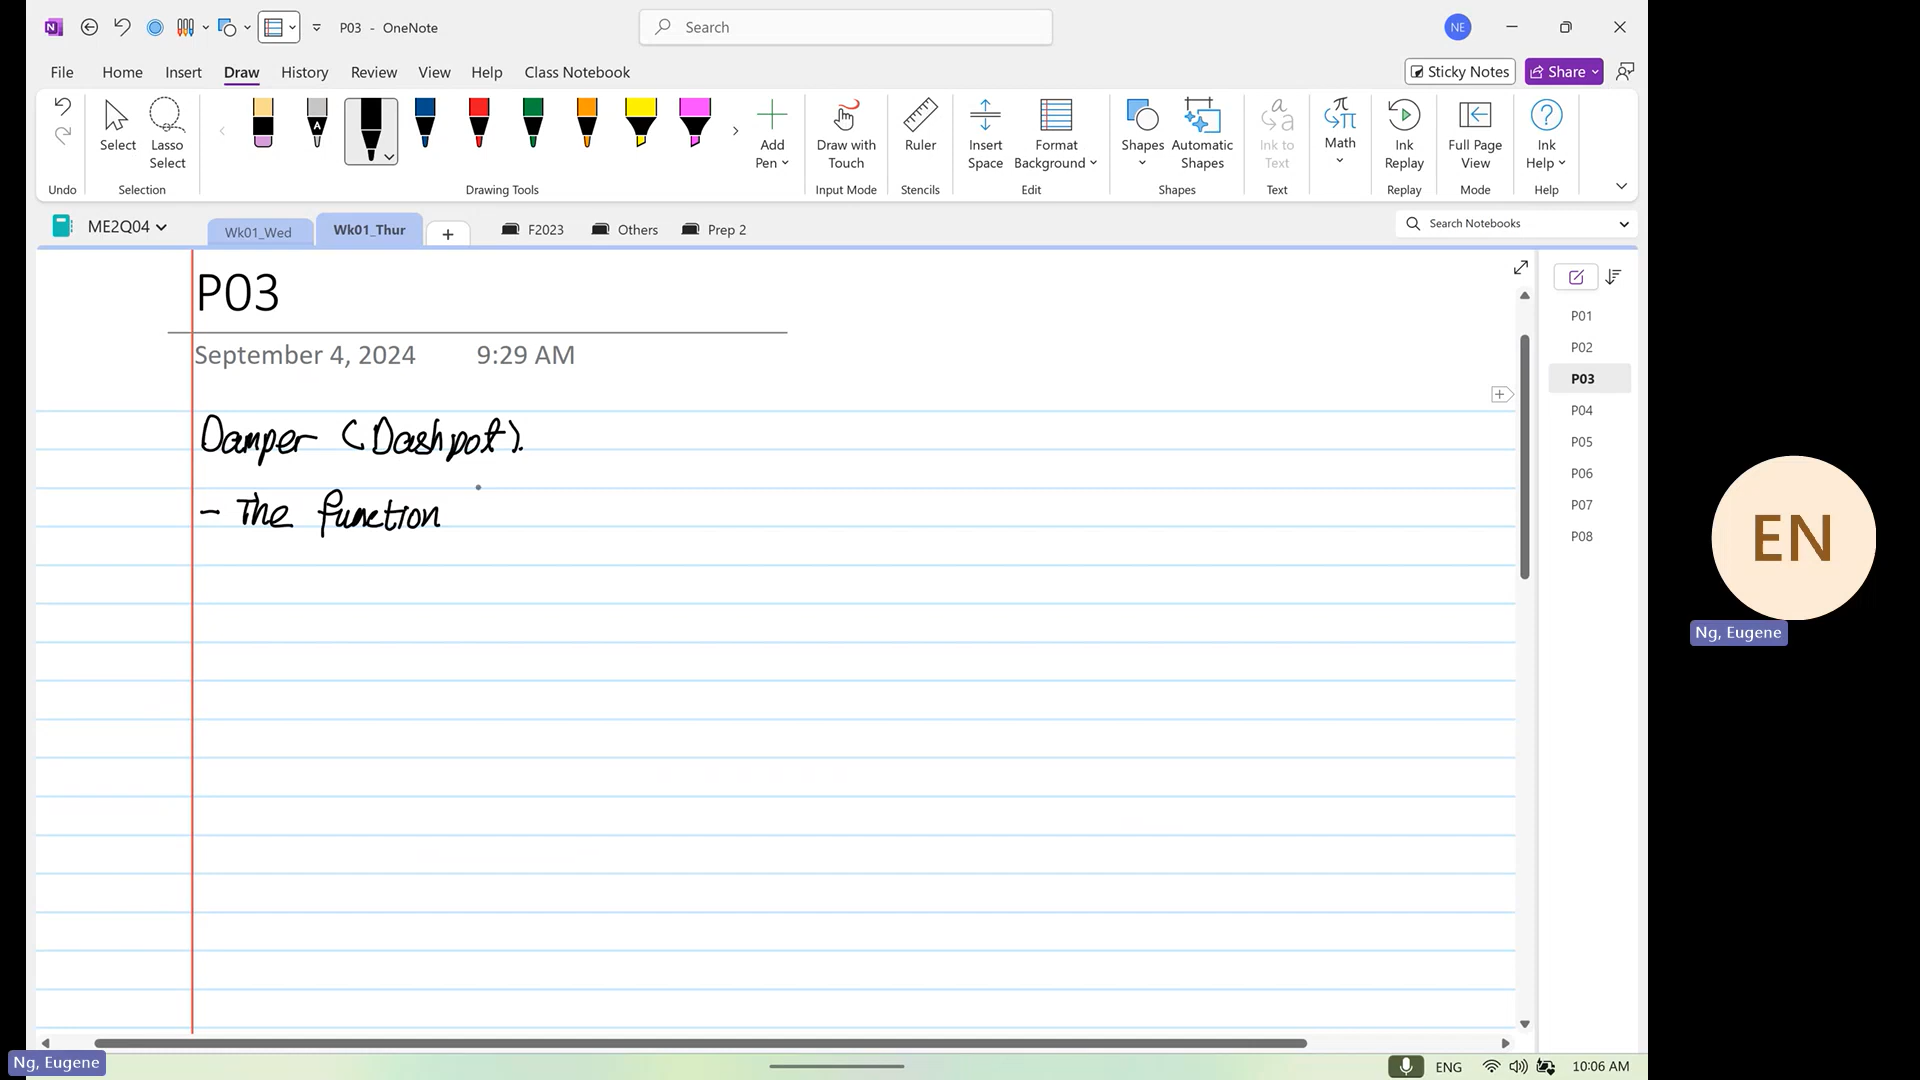 P03 - OneNote
Search
NE
File Home Insert Draw History Review View Help Class Notebook
Sticky Notes Share
Select
Lasso Select
Add Pen
Draw with Touch
Ruler
Insert Space
Format Background
Shapes
Automatic Shapes
Ink to Text
Math
Ink Replay
Full Page View
Ink Help
Undo Selection Drawing Tools Input Mode Stencils Edit Shapes Text Replay Mode Help
ME2Q04 Wk01_Wed Wk01_Thur F2023 Others Prep 2
Search Notebooks
P03
September 4, 2024 9:29 AM
Damper (Dashpot).
- The function
P01
P02
P03
P04
P05
P06
P07
P08
EN
Ng, Eugene
Ng, Eugene
ENG 10:06 AM